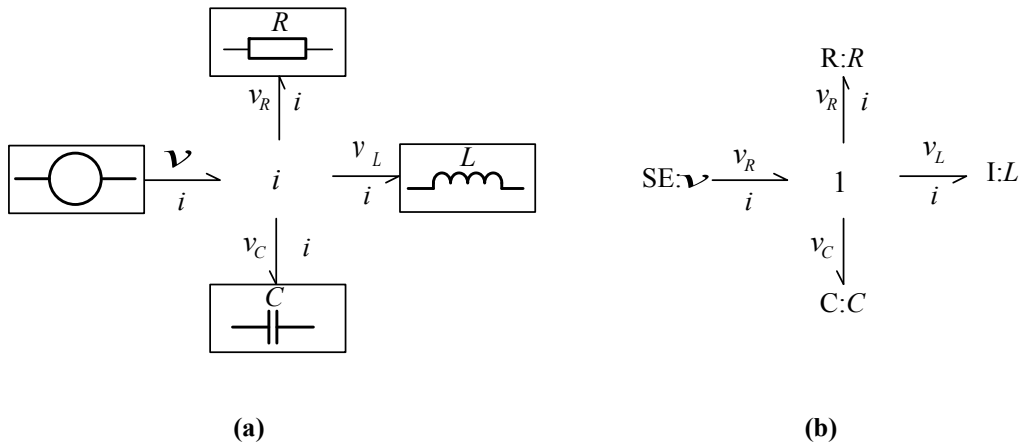 R
v_R i
v
i
i
v_L
i
L
v_C i
C
(a)
R:R
v_R i
SE:v
v_R
i
1
v_L
i
I:L
v_C i
C:C
(b)